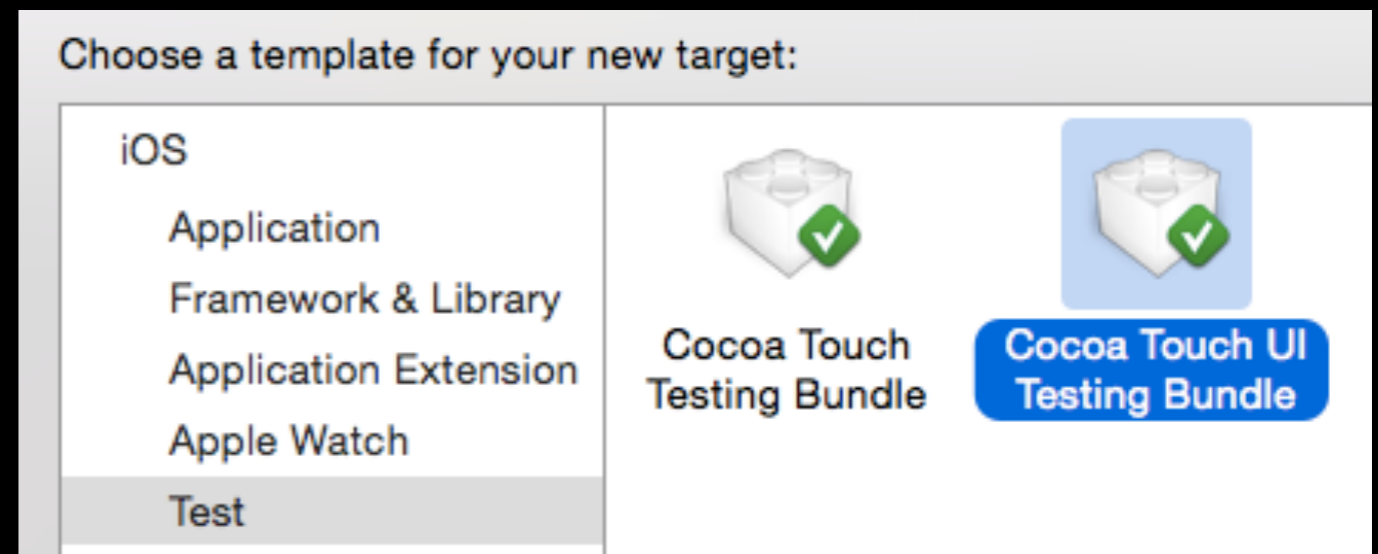 Choose a template for your new target:
iOS
Application
Framework & Library
Application Extension
Apple Watch
Test
Cocoa Touch
Testing Bundle
Cocoa Touch UI
Testing Bundle